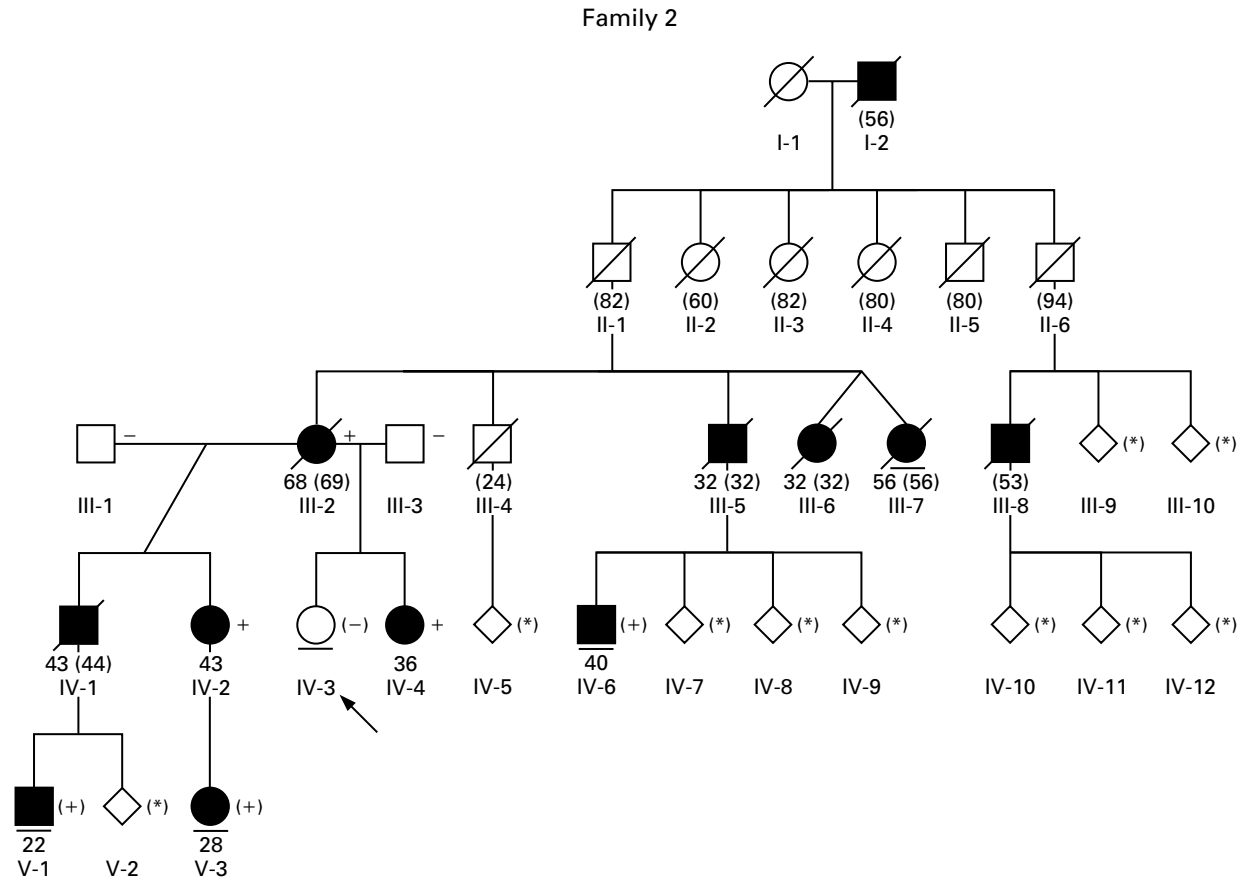 Family 2
(56)
I-1 I-2
(82) (60) (82) (80) (80) (94)
II-1 II-2 II-3 II-4 II-5 II-6
− + − (*) (*)
68 (69) (24) 32 (32) 32 (32) 56 (56) (53)
III-1 III-2 III-3 III-4 III-5 III-6 III-7 III-8 III-9 III-10
+ (−) + (*) (+) (*) (*) (*) (*) (*) (*)
43 (44) 43 36 40
IV-1 IV-2 IV-3 IV-4 IV-5 IV-6 IV-7 IV-8 IV-9 IV-10 IV-11 IV-12
(+) (*) (+)
22 28
V-1 V-2 V-3